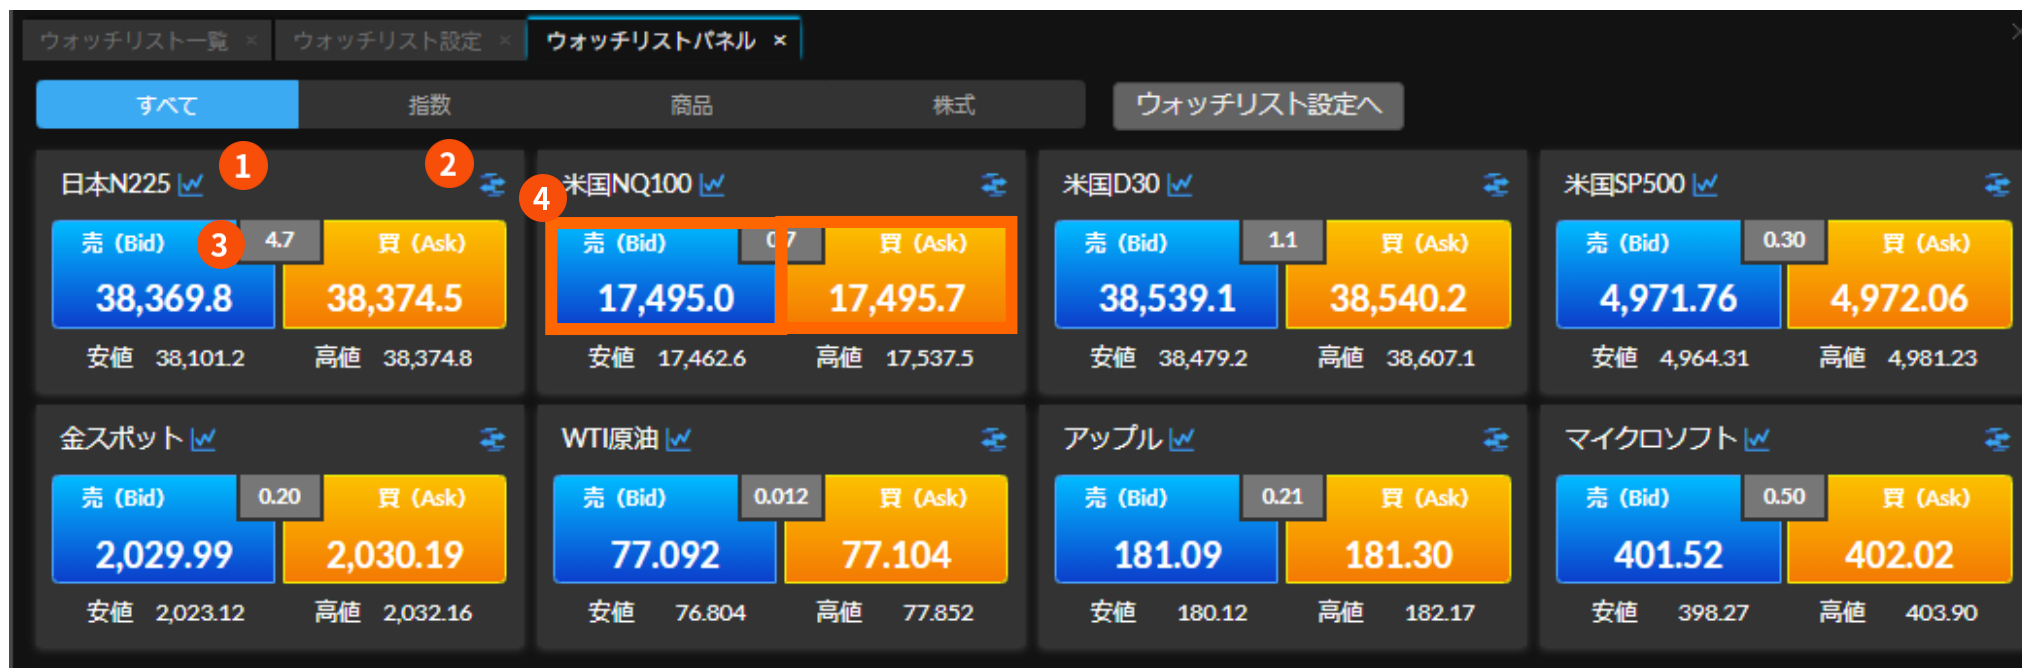 ウォッチリスト一覧 × ウォッチリスト設定 × ウォッチリストパネル ×
すべて 指数 商品 株式 ウォッチリスト設定へ
日本N225 1 2 米国NQ100 米国D30 米国SP500
4
売 (Bid) 3 4.7 買 (Ask) 売 (Bid) 0.7 買 (Ask) 売 (Bid) 1.1 買 (Ask) 売 (Bid) 0.30 買 (Ask)
38,369.8 38,374.5 17,495.0 17,495.7 38,539.1 38,540.2 4,971.76 4,972.06
安値 38,101.2 高値 38,374.8 安値 17,462.6 高値 17,537.5 安値 38,479.2 高値 38,607.1 安値 4,964.31 高値 4,981.23
金スポット WTI原油 アップル マイクロソフト
売 (Bid) 0.20 買 (Ask) 売 (Bid) 0.012 買 (Ask) 売 (Bid) 0.21 買 (Ask) 売 (Bid) 0.50 買 (Ask)
2,029.99 2,030.19 77.092 77.104 181.09 181.30 401.52 402.02
安値 2,023.12 高値 2,032.16 安値 76.804 高値 77.852 安値 180.12 高値 182.17 安値 398.27 高値 403.90